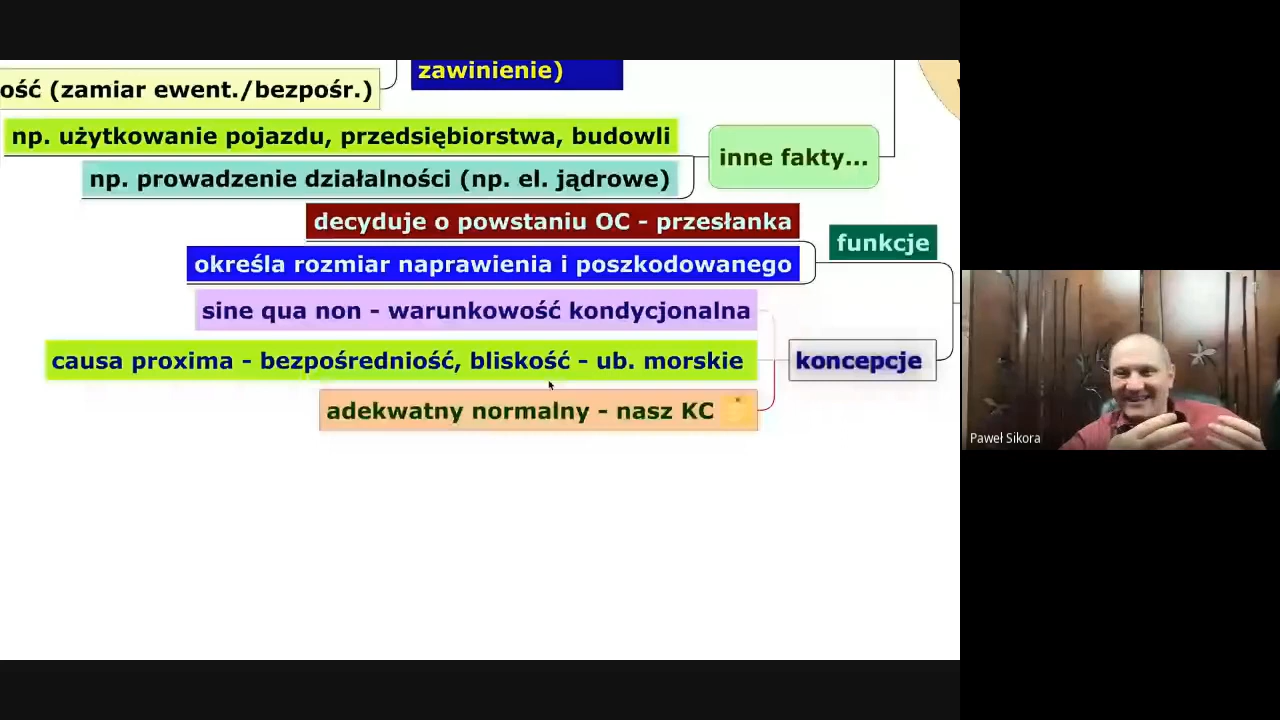 zawinienie)
ość (zamiar ewent./bezpośr.)
np. użytkowanie pojazdu, przedsiębiorstwa, budowli
np. prowadzenie działalności (np. el. jądrowe)
inne fakty...
decyduje o powstaniu OC - przesłanka
określa rozmiar naprawienia i poszkodowanego
funkcje
sine qua non - warunkowość kondycjonalna
causa proxima - bezpośredniość, bliskość - ub. morskie
adekwatny normalny - nasz KC
koncepcje
Paweł Sikora